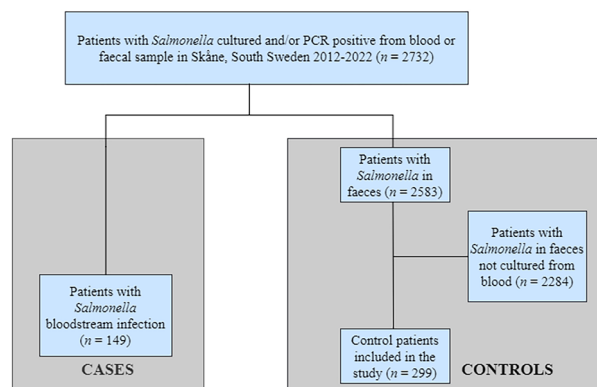 Patients with Salmonella cultured and/or PCR positive from blood or
faecal sample in Skåne, South Sweden 2012-2022 (n = 2732)
Patients with
Salmonella in
faeces (n = 2583)
Patients with
Salmonella in faeces
not cultured from
blood (n = 2284)
Patients with
Salmonella
bloodstream infection
(n = 149)
CASES
Control patients
included in the
study (n = 299)
CONTROLS